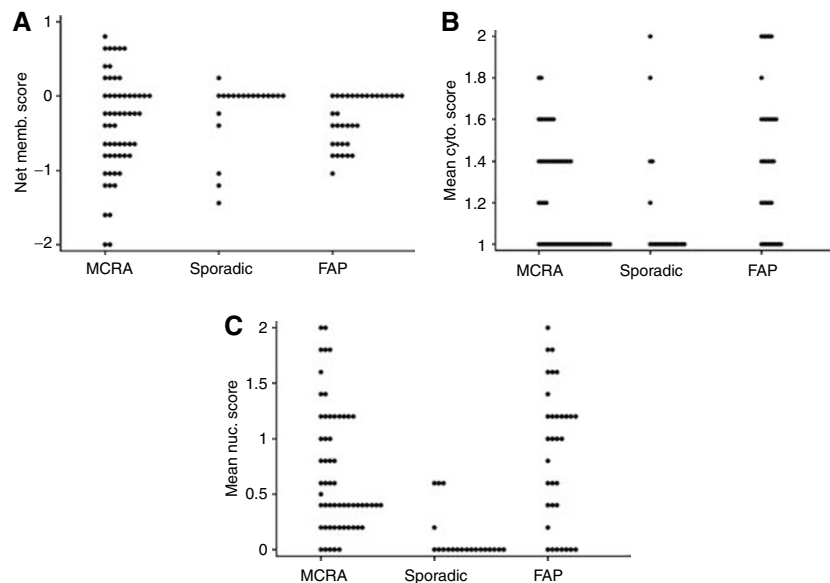 A
Net memb. score
1
0
−1
−2
MCRA
Sporadic
FAP
B
Mean cyto. score
2
1.8
1.6
1.4
1.2
1
MCRA
Sporadic
FAP
C
Mean nuc. score
2
1.5
1
0.5
0
MCRA
Sporadic
FAP